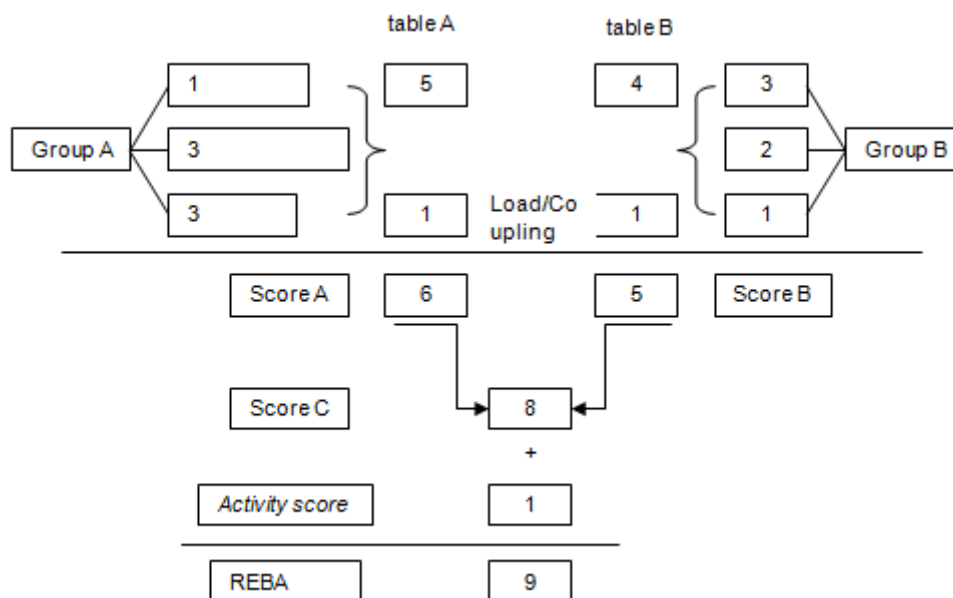 table A table B
1 5 4 3
Group A 3 2 Group B
3 1 Load/Co 1 1
upling
Score A 6 5 Score B
Score C 8
+
Activity score 1
REBA 9